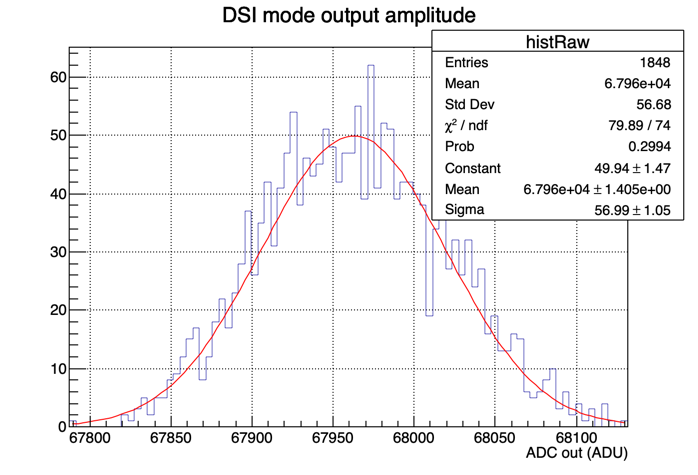 DSI mode output amplitude
histRaw
Entries 1848
Mean 6.796e+04
Std Dev 56.68
χ² / ndf 79.89 / 74
Prob 0.2994
Constant 49.94 ± 1.47
Mean 6.796e+04 ± 1.405e+00
Sigma 56.99 ± 1.05
60
50
40
30
20
10
0
67800 67850 67900 67950 68000 68050 68100
ADC out (ADU)